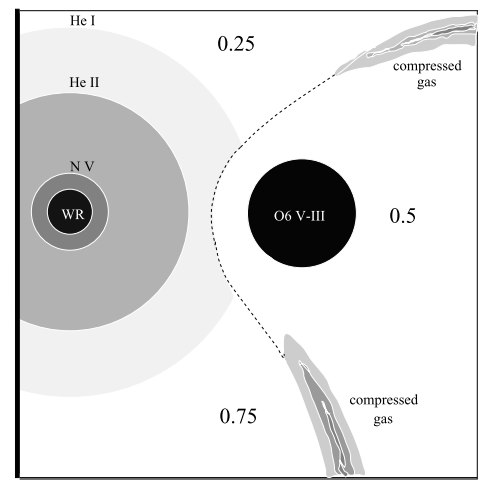 He I
0.25
compressed
gas
He II
N V
WR
O6 V-III
0.5
compressed
gas
0.75